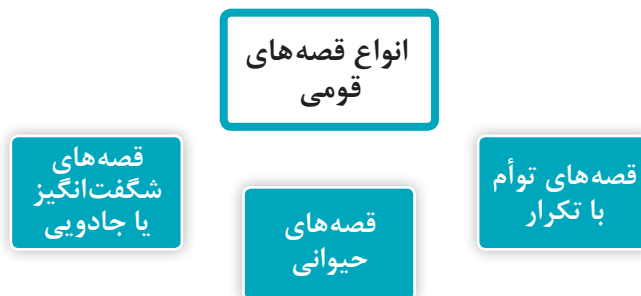 انواع قصه‌های
قومی
قصه‌های توأم
با تکرار
قصه‌های
حیوانی
قصه‌های
شگفت‌انگیز
یا جادویی